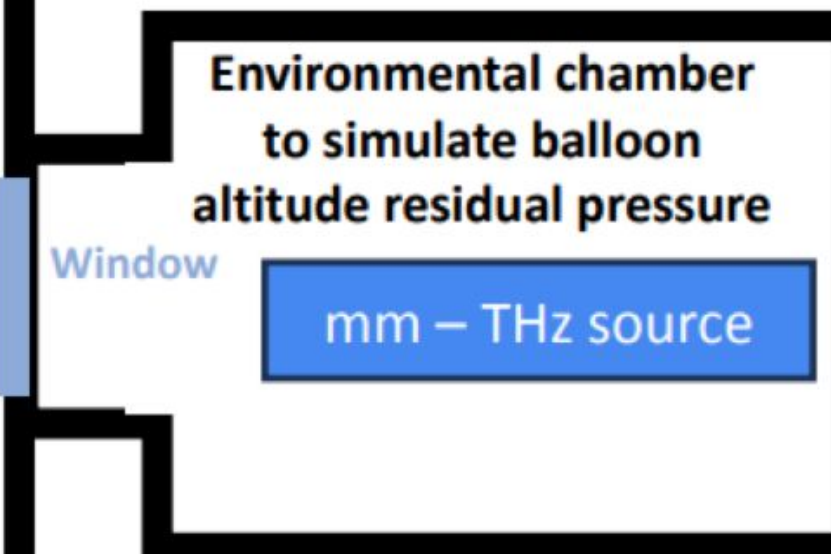 Environmental chamber
to simulate balloon
altitude residual pressure
Window
mm – THz source